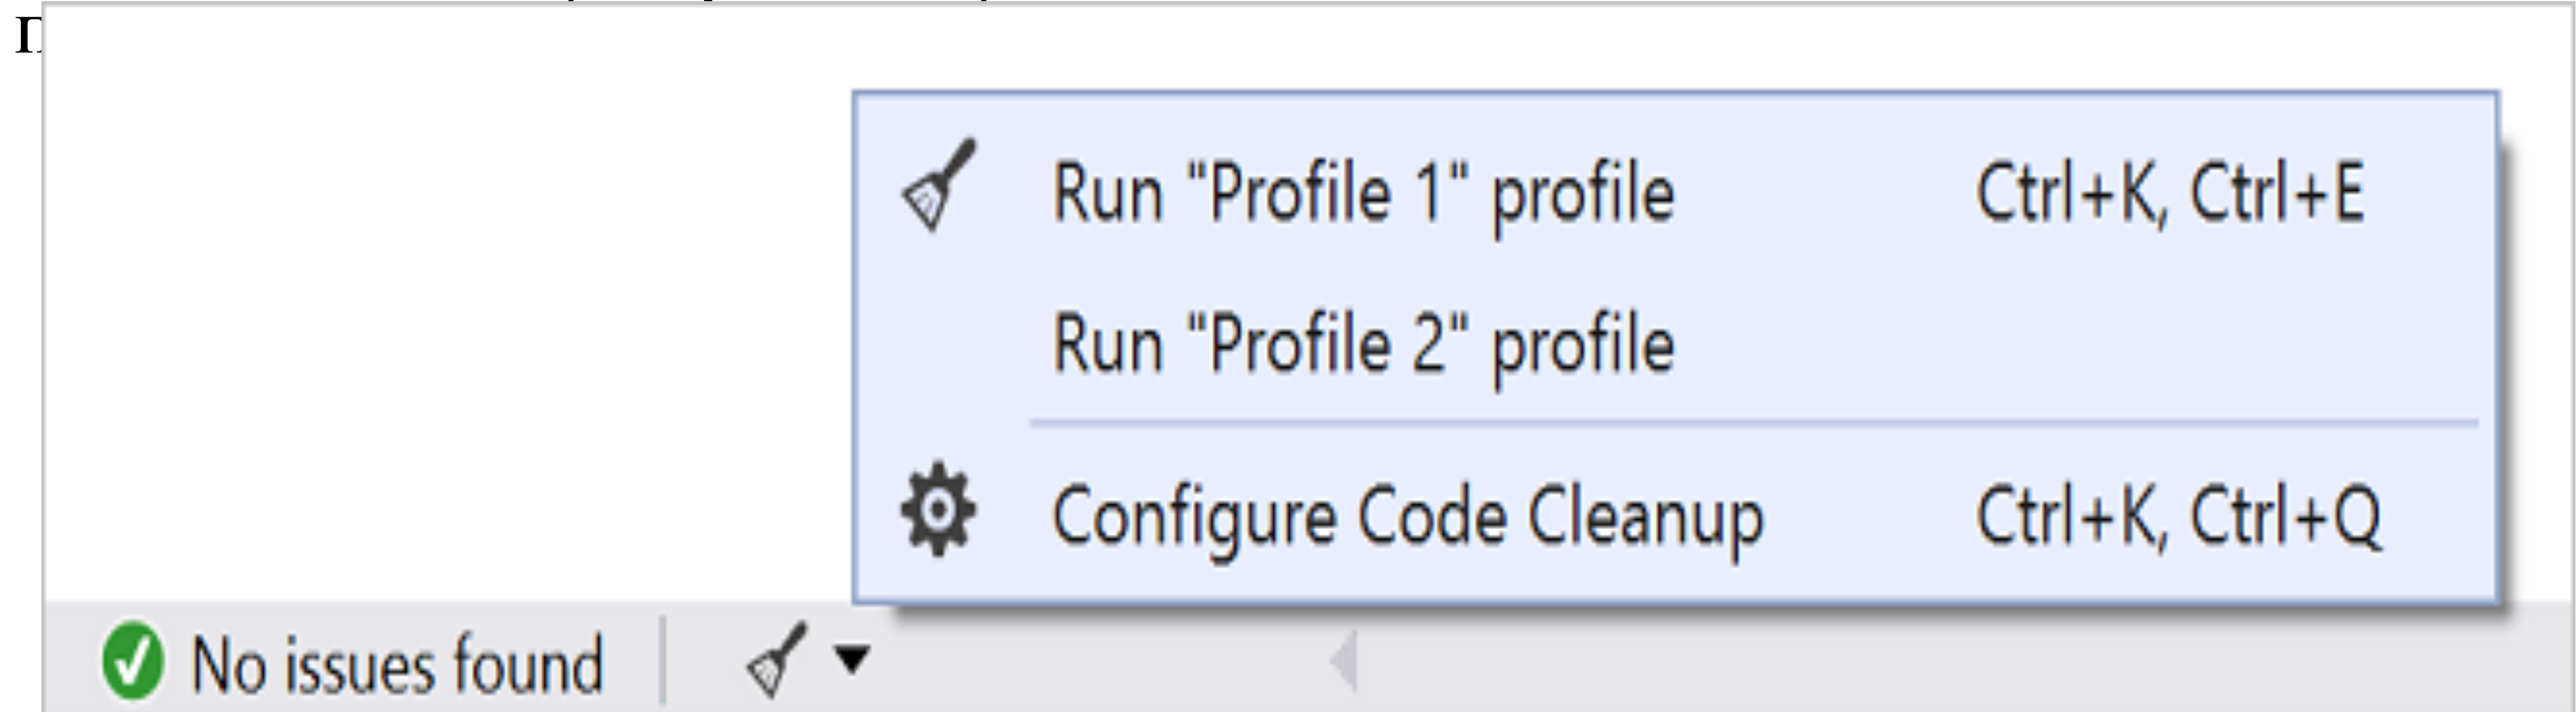 Run "Profile 1" profile Ctrl+K, Ctrl+E
Run "Profile 2" profile
Configure Code Cleanup Ctrl+K, Ctrl+Q
No issues found